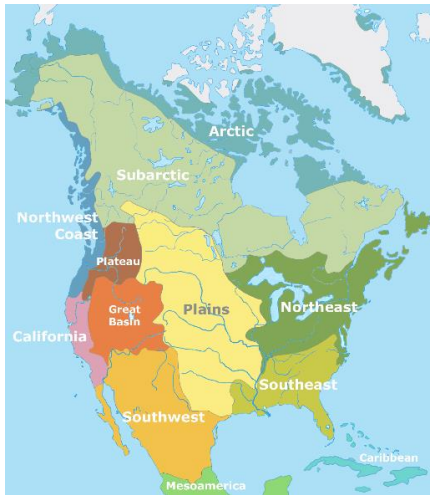 Arctic
Subarctic
Northwest
Coast
Plateau
Great
Basin
Plains
Northeast
California
Southeast
Southwest
Caribbean
Mesoamerica